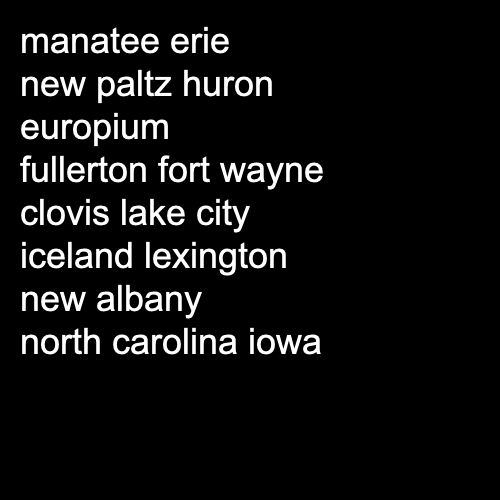 manatee erie
new paltz huron
europium
fullerton fort wayne
clovis lake city
iceland lexington
new albany
north carolina iowa